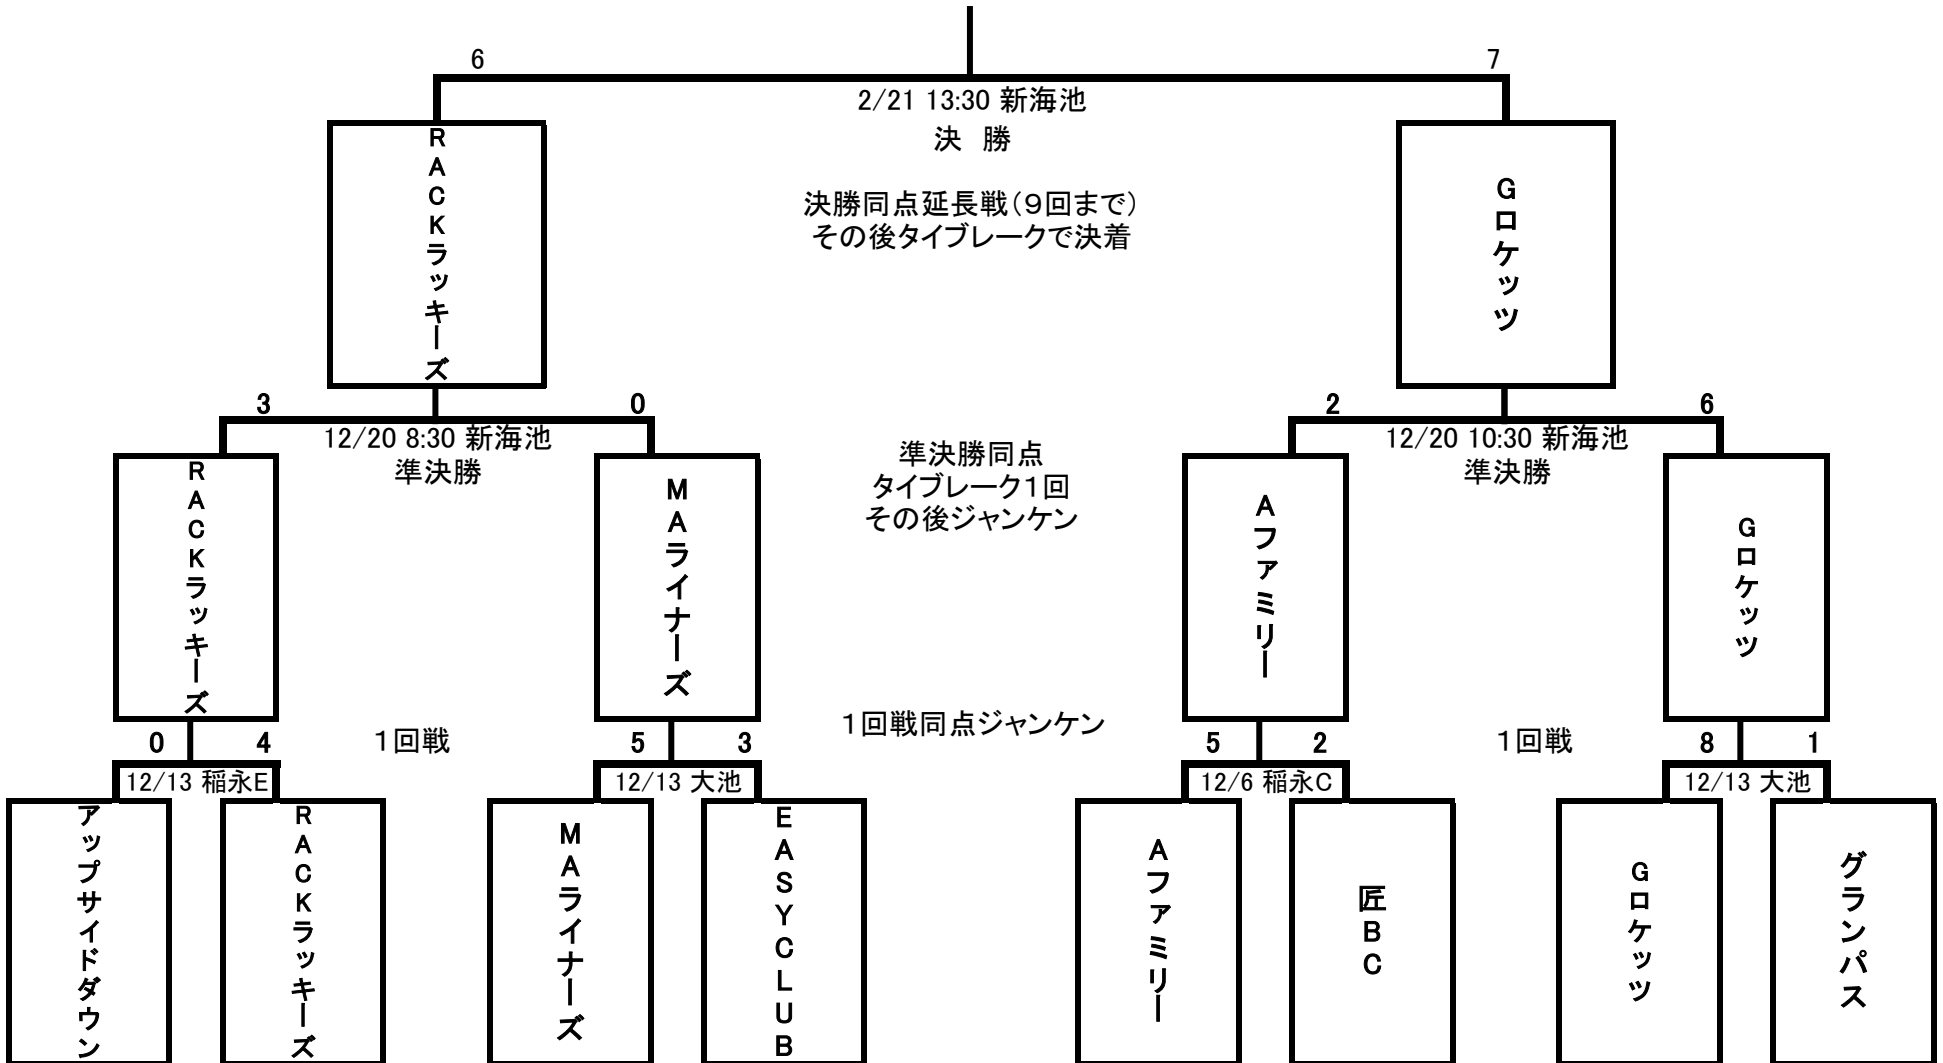 6
7
2/21 13:30 新海池
決 勝
決勝同点延長戦（9回まで）
その後タイブレークで決着
RACKラッキーズ
Gロケッツ
3
0
2
6
12/20 8:30 新海池
準決勝
12/20 10:30 新海池
準決勝
準決勝同点
タイブレーク1回
その後ジャンケン
RACKラッキーズ
MAライナーズ
Aファミリー
Gロケッツ
1回戦同点ジャンケン
0
4
1回戦
5
3
5
2
1回戦
8
1
12/13 稲永E
12/13 大池
12/6 稲永C
12/13 大池
アップサイドダウン
RACKラッキーズ
MAライナーズ
EASYCLUB
Aファミリー
匠BC
Gロケッツ
グランパス